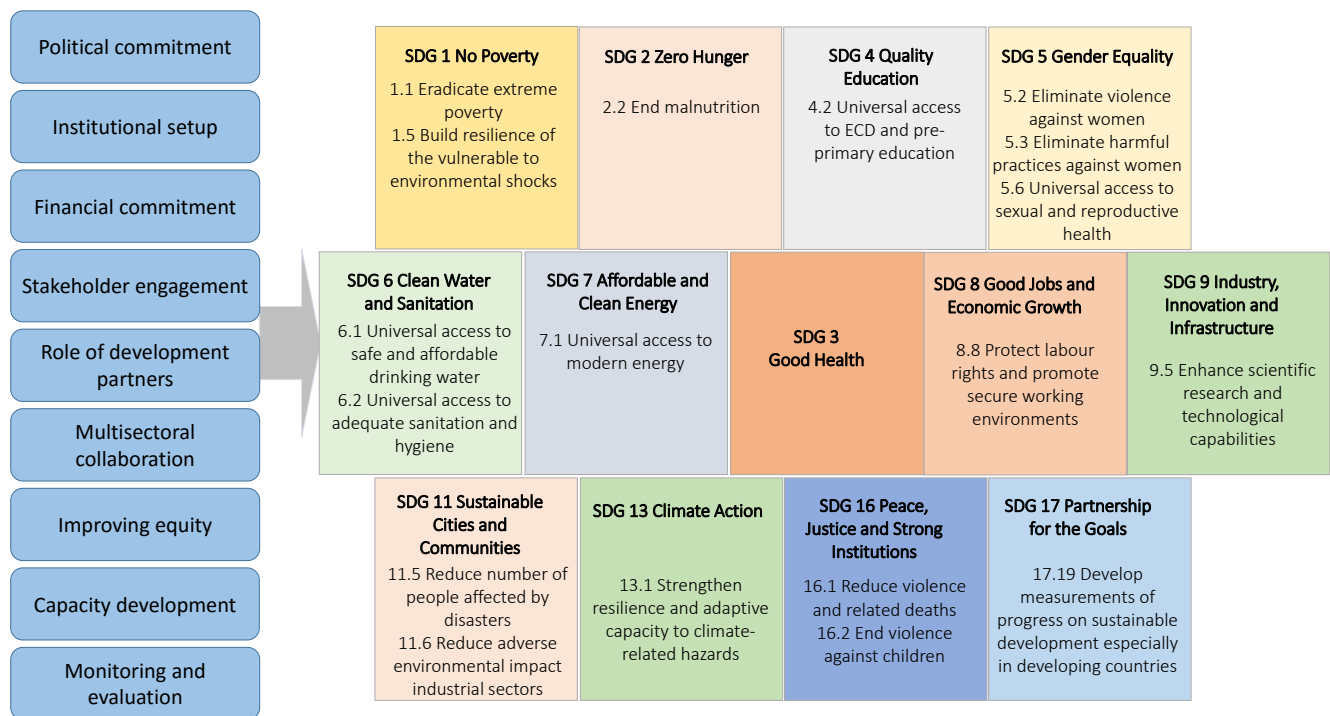 Political commitment
Institutional setup
Financial commitment
Stakeholder engagement
Role of development
partners
Multisectoral
collaboration
Improving equity
Capacity development
Monitoring and
evaluation
SDG 1 No Poverty
1.1 Eradicate extreme
poverty
1.5 Build resilience of
the vulnerable to
environmental shocks
SDG 2 Zero Hunger
2.2 End malnutrition
SDG 4 Quality
Education
4.2 Universal access
to ECD and pre-
primary education
SDG 5 Gender Equality
5.2 Eliminate violence
against women
5.3 Eliminate harmful
practices against women
5.6 Universal access to
sexual and reproductive
health
SDG 6 Clean Water
and Sanitation
6.1 Universal access to
safe and affordable
drinking water
6.2 Universal access to
adequate sanitation and
hygiene
SDG 7 Affordable and
Clean Energy
7.1 Universal access to
modern energy
SDG 3
Good Health
SDG 8 Good Jobs and
Economic Growth
8.8 Protect labour
rights and promote
secure working
environments
SDG 9 Industry,
Innovation and
Infrastructure
9.5 Enhance scientific
research and
technological
capabilities
SDG 11 Sustainable
Cities and
Communities
11.5 Reduce number of
people affected by
disasters
11.6 Reduce adverse
environmental impact
industrial sectors
SDG 13 Climate Action
13.1 Strengthen
resilience and adaptive
capacity to climate-
related hazards
SDG 16 Peace,
Justice and Strong
Institutions
16.1 Reduce violence
and related deaths
16.2 End violence
against children
SDG 17 Partnership
for the Goals
17.19 Develop
measurements of
progress on sustainable
development especially
in developing countries